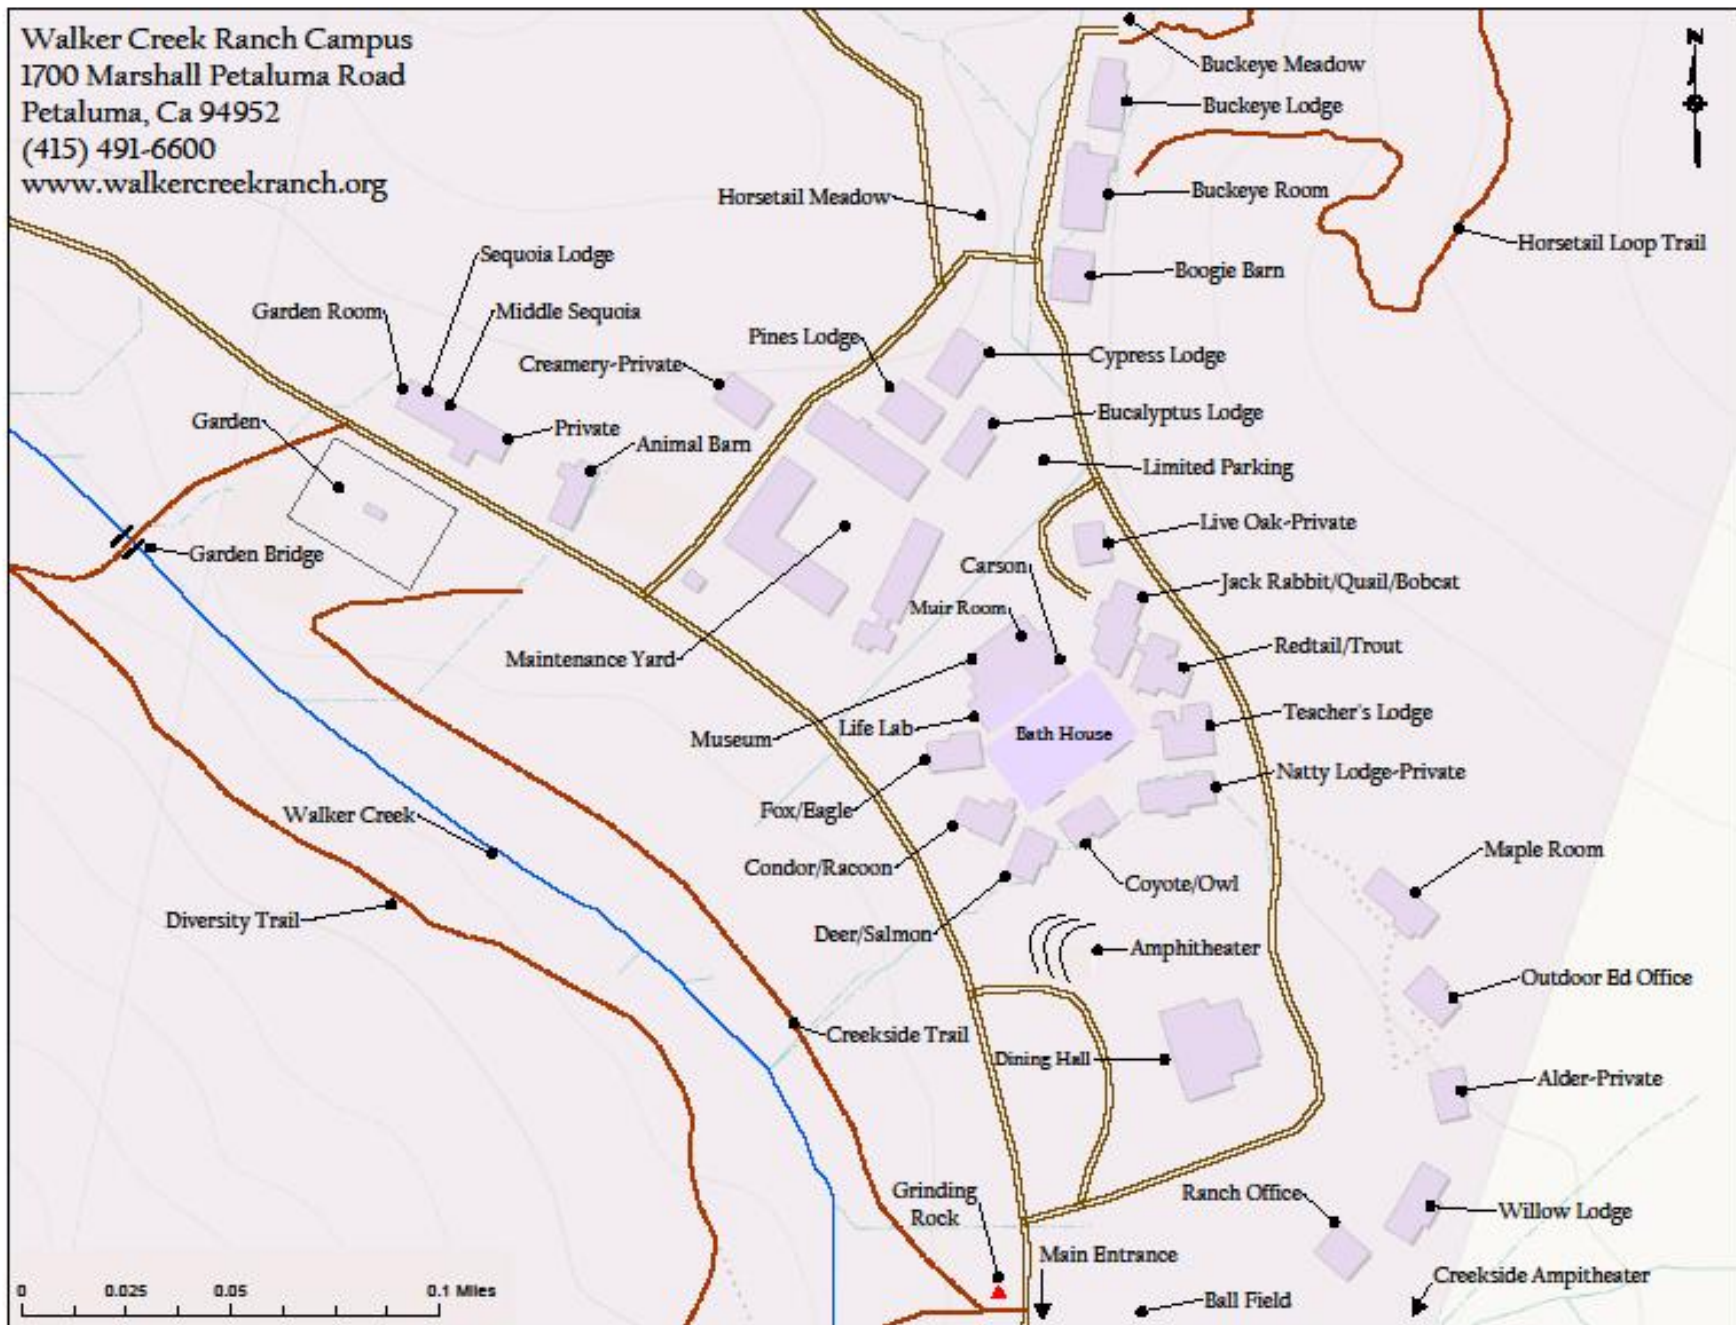 Walker Creek Ranch Campus
1700 Marshall Petaluma Road
Petaluma, Ca 94952
(415) 491-6600
www.walkercreekranch.org
N
Buckeye Meadow
Buckeye Lodge
Buckeye Room
Horsetail Meadow
Horsetail Loop Trail
Sequoia Lodge
Boogie Barn
Garden Room
Middle Sequoia
Pines Lodge
Creamery-Private
Cypress Lodge
Garden
Private
Animal Barn
Eucalyptus Lodge
Limited Parking
Live Oak-Private
Garden Bridge
Carson
Jack Rabbit/Quail/Bobcat
Muir Room
Redtail/Trout
Maintenance Yard
Teacher's Lodge
Life Lab
Museum
Bath House
Natty Lodge-Private
Fox/Eagle
Walker Creek
Maple Room
Condor/Racoon
Coyote/Owl
Diversity Trail
Deer/Salmon
Amphitheater
Outdoor Ed Office
Creekside Trail
Dining Hall
Alder-Private
Grinding
Rock
Ranch Office
Willow Lodge
Main Entrance
Creekside Ampitheater
Ball Field
0 0.025 0.05 0.1 Miles